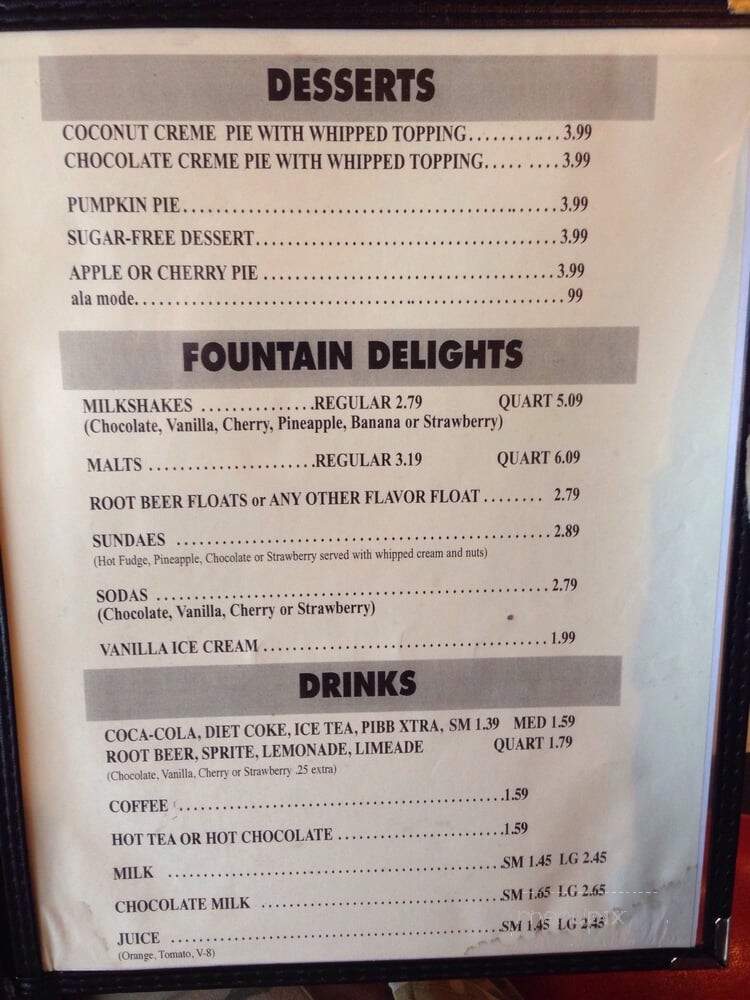 DESSERTS
COCONUT CREME PIE WITH WHIPPED TOPPING............3.99
CHOCOLATE CREME PIE WITH WHIPPED TOPPING..... ....3.99
PUMPKIN PIE.............................................................3.99
SUGAR-FREE DESSERT................................................3.99
APPLE OR CHERRY PIE ..............................................3.99
ala mode......................................................................99
FOUNTAIN DELIGHTS
MILKSHAKES ...............REGULAR 2.79 QUART 5.09
(Chocolate, Vanilla, Cherry, Pineapple, Banana or Strawberry)
MALTS ......................REGULAR 3.19 QUART 6.09
ROOT BEER FLOATS or ANY OTHER FLAVOR FLOAT........ 2.79
SUNDAES ..................................................2.89
(Hot Fudge, Pineapple, Chocolate or Strawberry served with whipped cream and nuts)
SODAS ....................................................2.79
(Chocolate, Vanilla, Cherry or Strawberry)
VANILLA ICE CREAM ......................................1.99
DRINKS
COCA-COLA, DIET COKE, ICE TEA, PIBB XTRA, SM 1.39 MED 1.59
ROOT BEER, SPRITE, LEMONADE, LIMEADE QUART 1.79
(Chocolate, Vanilla, Cherry or Strawberry .25 extra)
COFFEE ...........................................1.59
HOT TEA OR HOT CHOCOLATE ......................1.59
MILK ............................................SM 1.45 LG 2.45
CHOCOLATE MILK ................................SM 1.65 LG 2.65
menupix
JUICE ............................................SM 1.45 LG 2.45
(Orange, Tomato, V-8)